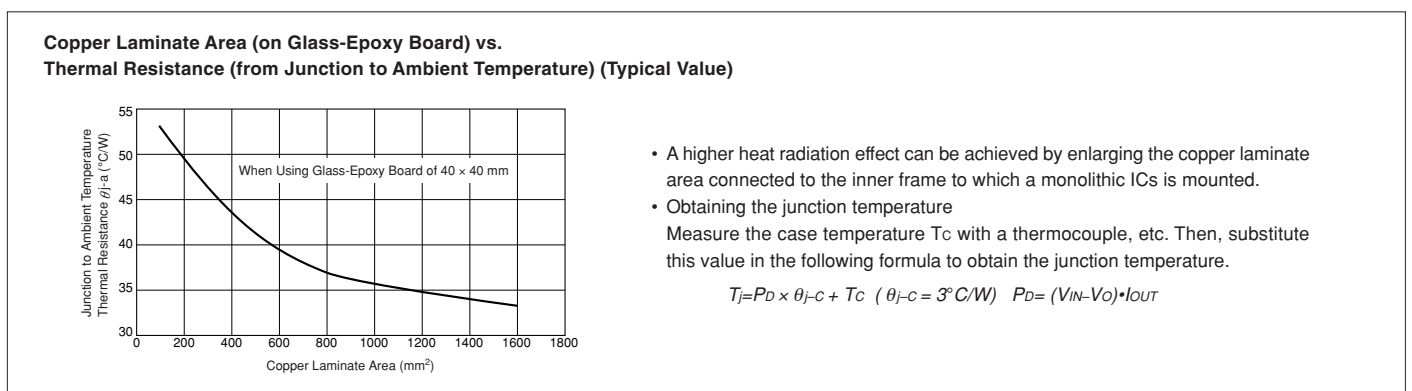 Copper Laminate Area (on Glass-Epoxy Board) vs.
Thermal Resistance (from Junction to Ambient Temperature) (Typical Value)
Junction to Ambient Temperature
Thermal Resistance θj-a (°C/W)
55
50
45
40
35
30
When Using Glass-Epoxy Board of 40 × 40 mm
0 200 400 600 800 1000 1200 1400 1600 1800
Copper Laminate Area (mm²)
• A higher heat radiation effect can be achieved by enlarging the copper laminate
area connected to the inner frame to which a monolithic ICs is mounted.
• Obtaining the junction temperature
Measure the case temperature TC with a thermocouple, etc. Then, substitute
this value in the following formula to obtain the junction temperature.
Tj=PD × θj–C + TC ( θj–C = 3°C/W) PD= (VIN–VO)•IOUT